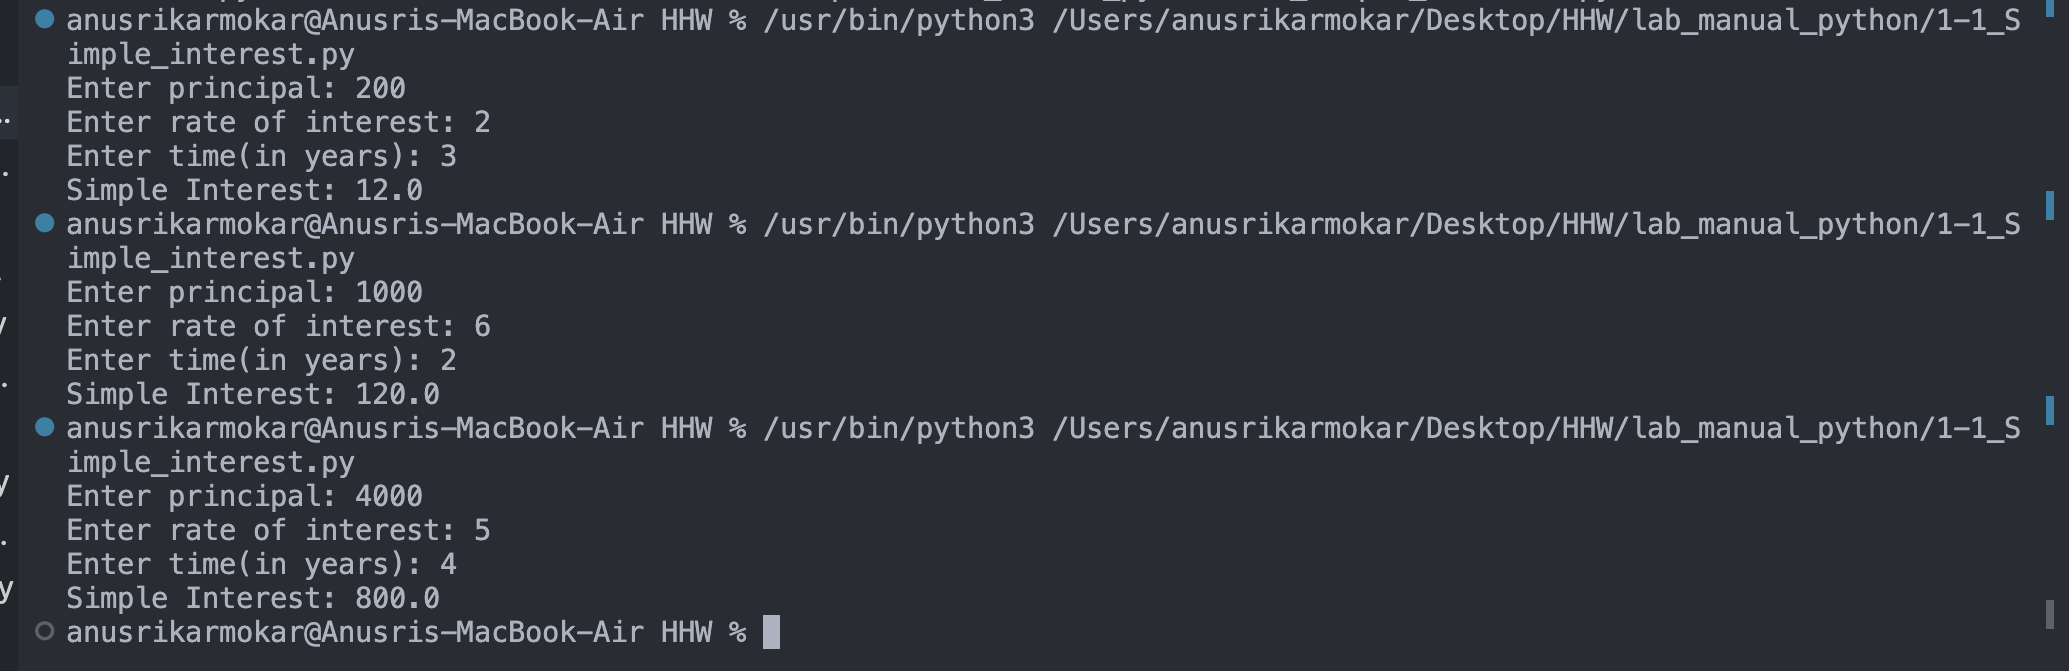 anusrikarmokar@Anusris-MacBook-Air HHW % /usr/bin/python3 /Users/anusrikarmokar/Desktop/HHW/lab_manual_python/1-1_S
imple_interest.py
Enter principal: 200
Enter rate of interest: 2
Enter time(in years): 3
Simple Interest: 12.0
anusrikarmokar@Anusris-MacBook-Air HHW % /usr/bin/python3 /Users/anusrikarmokar/Desktop/HHW/lab_manual_python/1-1_S
imple_interest.py
Enter principal: 1000
Enter rate of interest: 6
Enter time(in years): 2
Simple Interest: 120.0
anusrikarmokar@Anusris-MacBook-Air HHW % /usr/bin/python3 /Users/anusrikarmokar/Desktop/HHW/lab_manual_python/1-1_S
imple_interest.py
Enter principal: 4000
Enter rate of interest: 5
Enter time(in years): 4
Simple Interest: 800.0
anusrikarmokar@Anusris-MacBook-Air HHW %